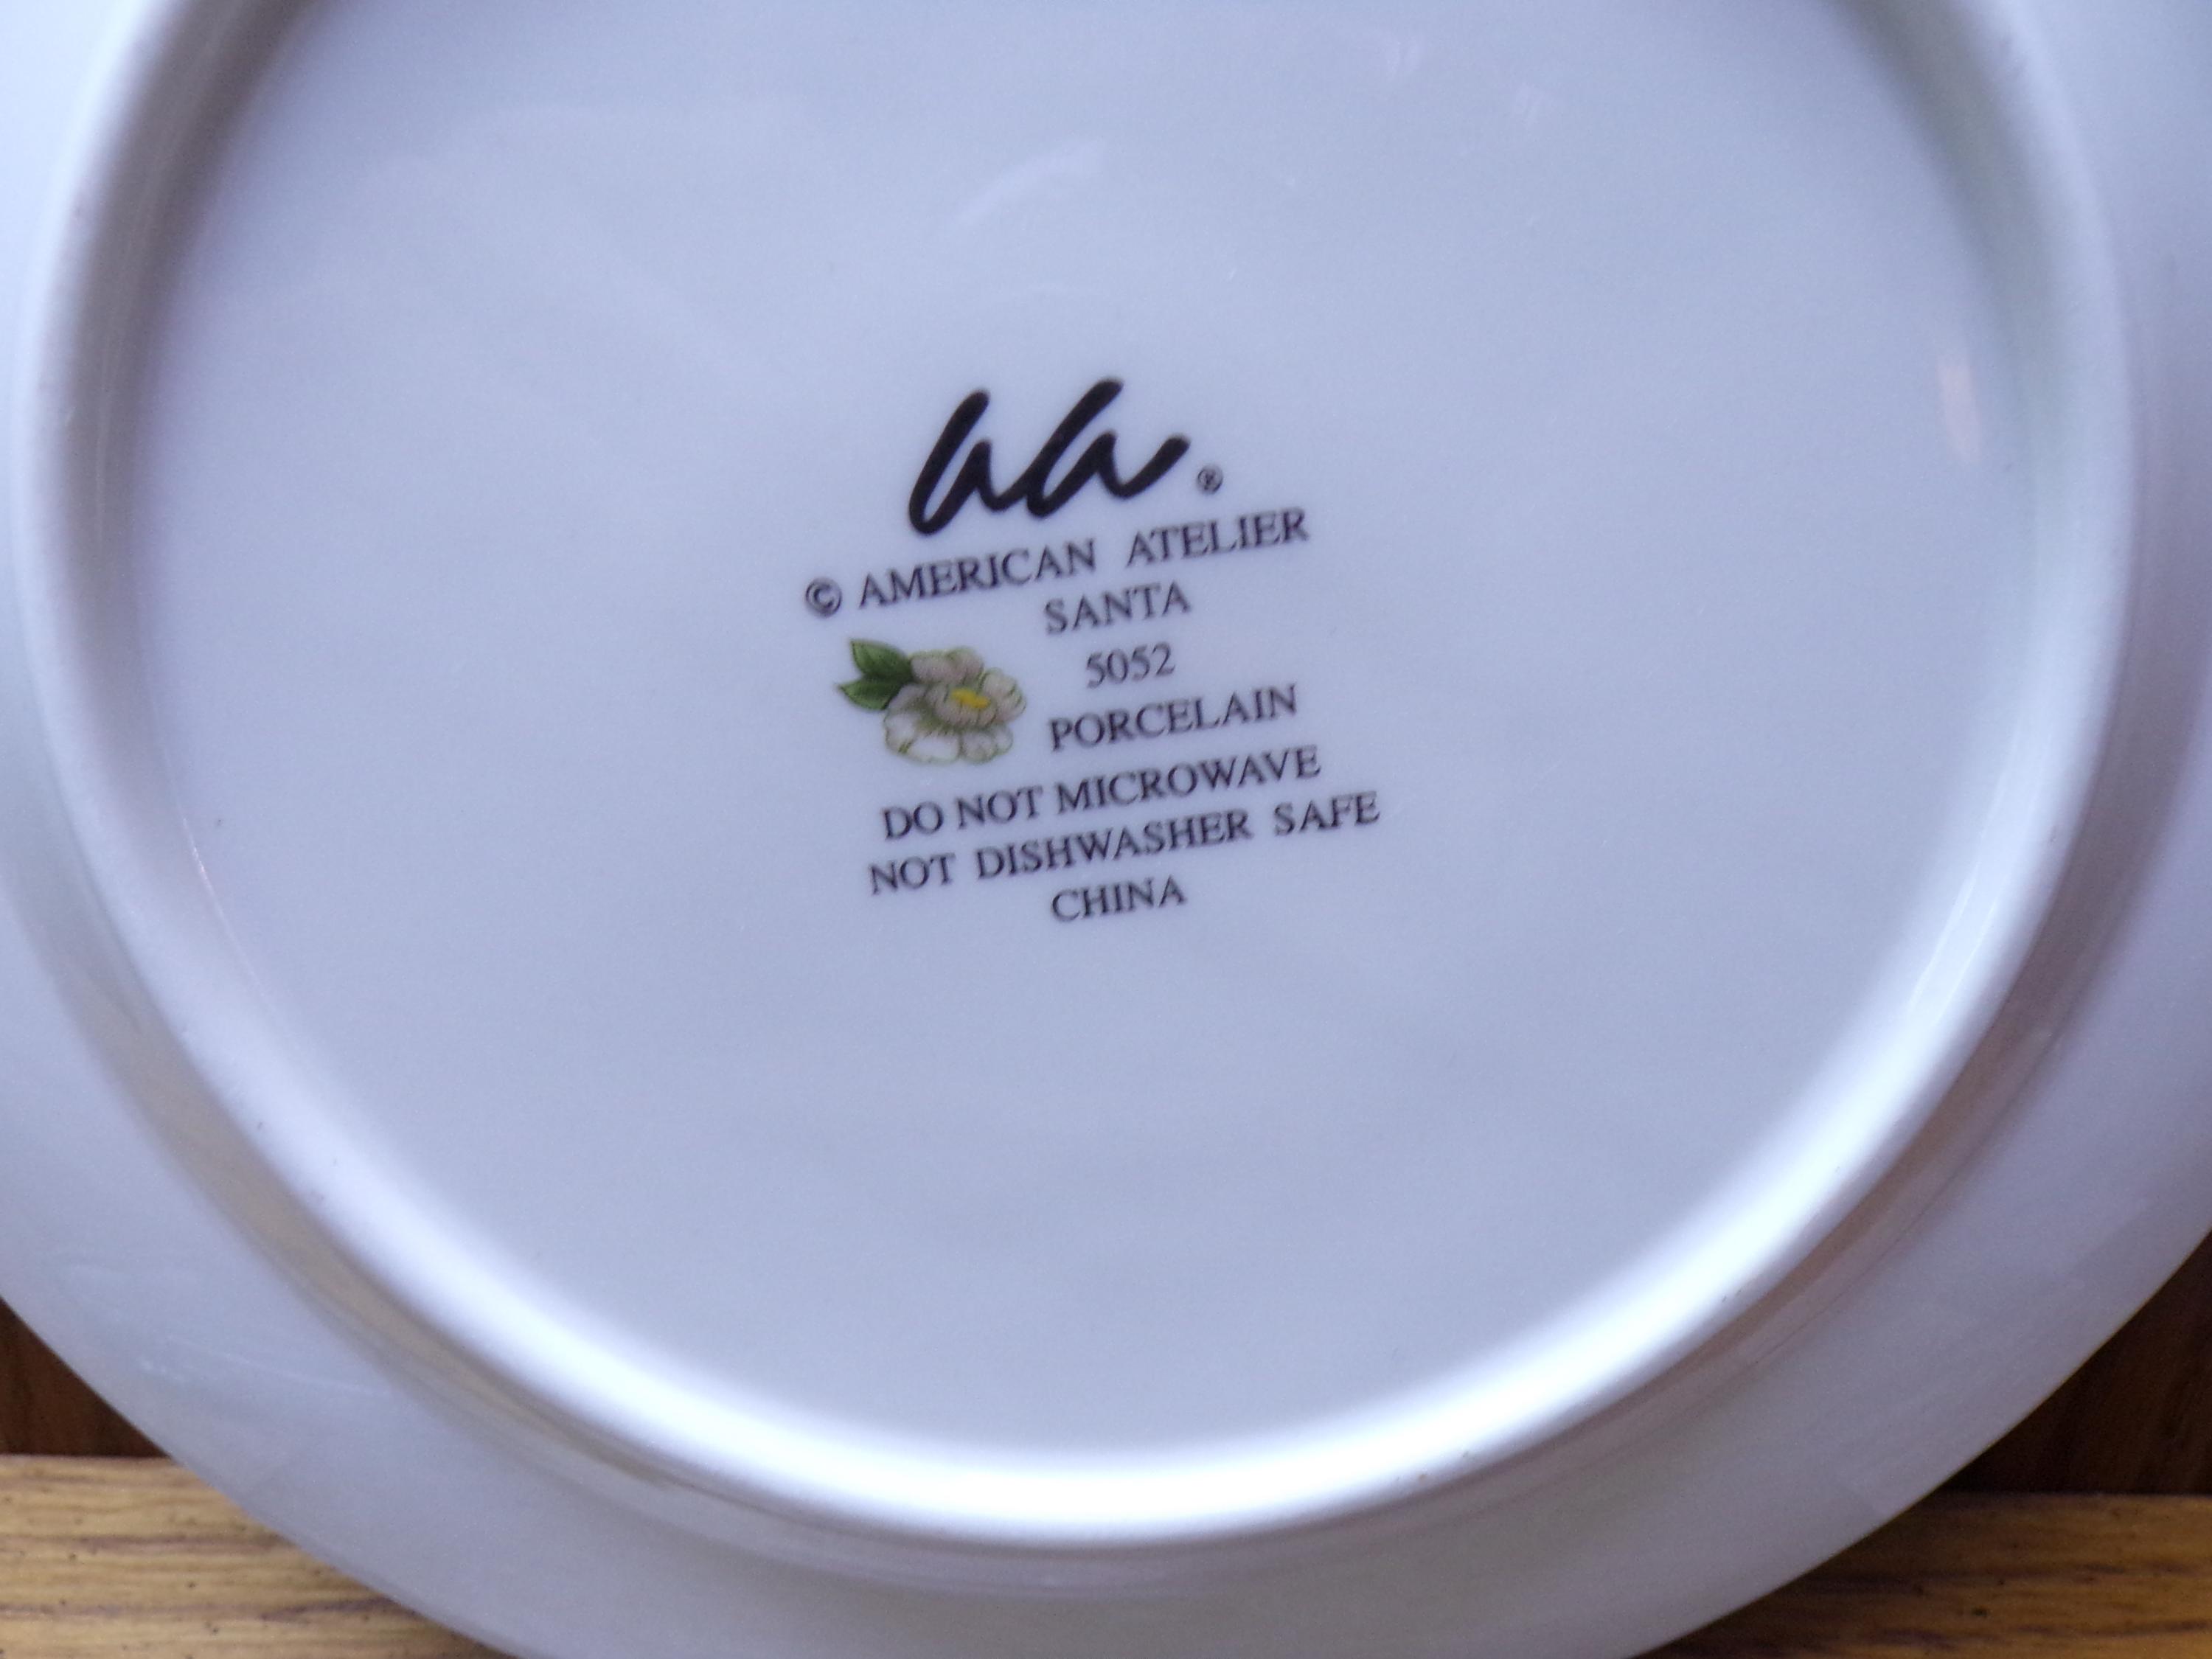 aa®
© AMERICAN ATELIER
SANTA
5052
PORCELAIN
DO NOT MICROWAVE
NOT DISHWASHER SAFE
CHINA